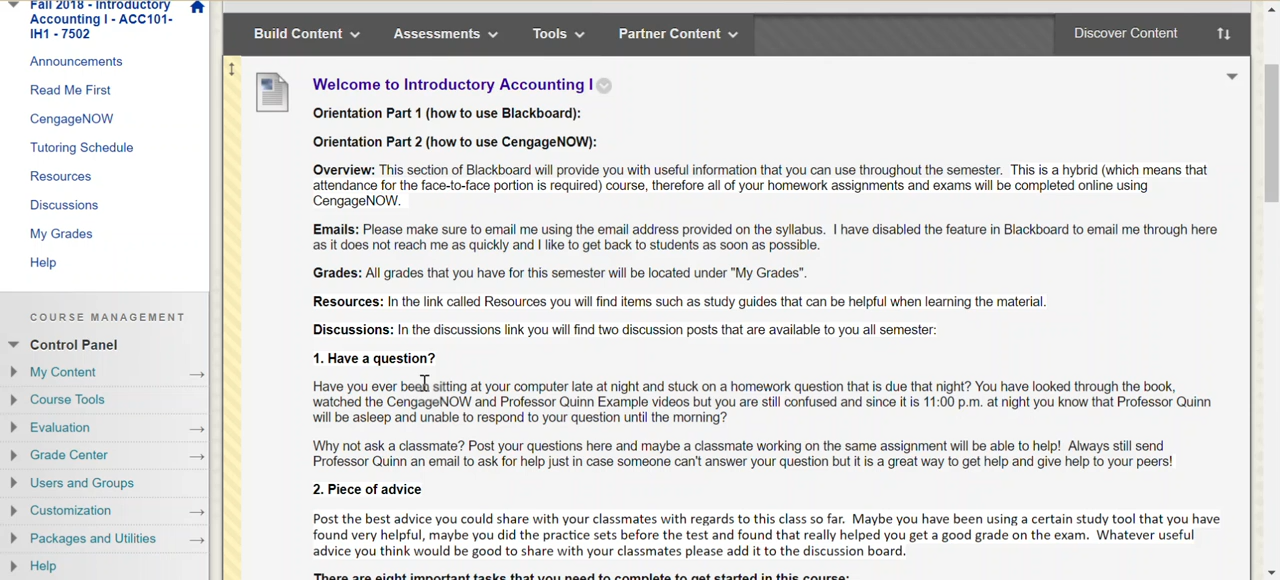 Fall 2018 - Introductory
Accounting I - ACC101-
IH1 - 7502
Announcements
Read Me First
CengageNOW
Tutoring Schedule
Resources
Discussions
My Grades
Help
COURSE MANAGEMENT
Control Panel
My Content
Course Tools
Evaluation
Grade Center
Users and Groups
Customization
Packages and Utilities
Help
Build Content
Assessments
Tools
Partner Content
Discover Content
Welcome to Introductory Accounting I
Orientation Part 1 (how to use Blackboard):
Orientation Part 2 (how to use CengageNOW):
Overview: This section of Blackboard will provide you with useful information that you can use throughout the semester.  This is a hybrid (which means that
attendance for the face-to-face portion is required) course, therefore all of your homework assignments and exams will be completed online using
CengageNOW.
Emails: Please make sure to email me using the email address provided on the syllabus.  I have disabled the feature in Blackboard to email me through here
as it does not reach me as quickly and I like to get back to students as soon as possible.
Grades: All grades that you have for this semester will be located under "My Grades".
Resources: In the link called Resources you will find items such as study guides that can be helpful when learning the material.
Discussions: In the discussions link you will find two discussion posts that are available to you all semester:
1. Have a question?
Have you ever been sitting at your computer late at night and stuck on a homework question that is due that night? You have looked through the book,
watched the CengageNOW and Professor Quinn Example videos but you are still confused and since it is 11:00 p.m. at night you know that Professor Quinn
will be asleep and unable to respond to your question until the morning?
Why not ask a classmate? Post your questions here and maybe a classmate working on the same assignment will be able to help!  Always still send
Professor Quinn an email to ask for help just in case someone can't answer your question but it is a great way to get help and give help to your peers!
2. Piece of advice
Post the best advice you could share with your classmates with regards to this class so far.  Maybe you have been using a certain study tool that you have
found very helpful, maybe you did the practice sets before the test and found that really helped you get a good grade on the exam.  Whatever useful
advice you think would be good to share with your classmates please add it to the discussion board.
There are eight important tasks that you need to complete to get started in this course: